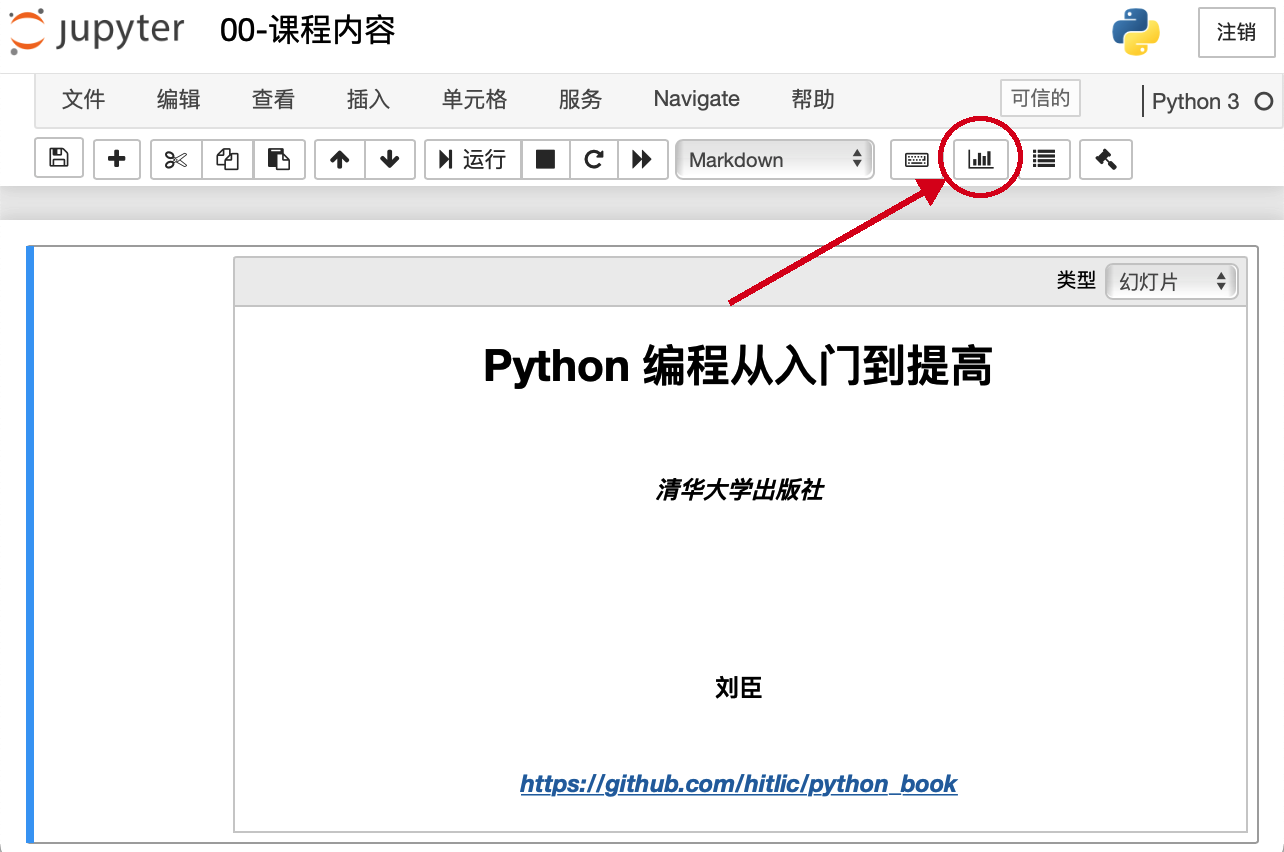 jupyter 00-课程内容 注销
文件 编辑 查看 插入 单元格 服务 Navigate 帮助 可信的 Python 3
运行 Markdown
类型 幻灯片
Python 编程从入门到提高
清华大学出版社
刘臣
https://github.com/hitlic/python_book